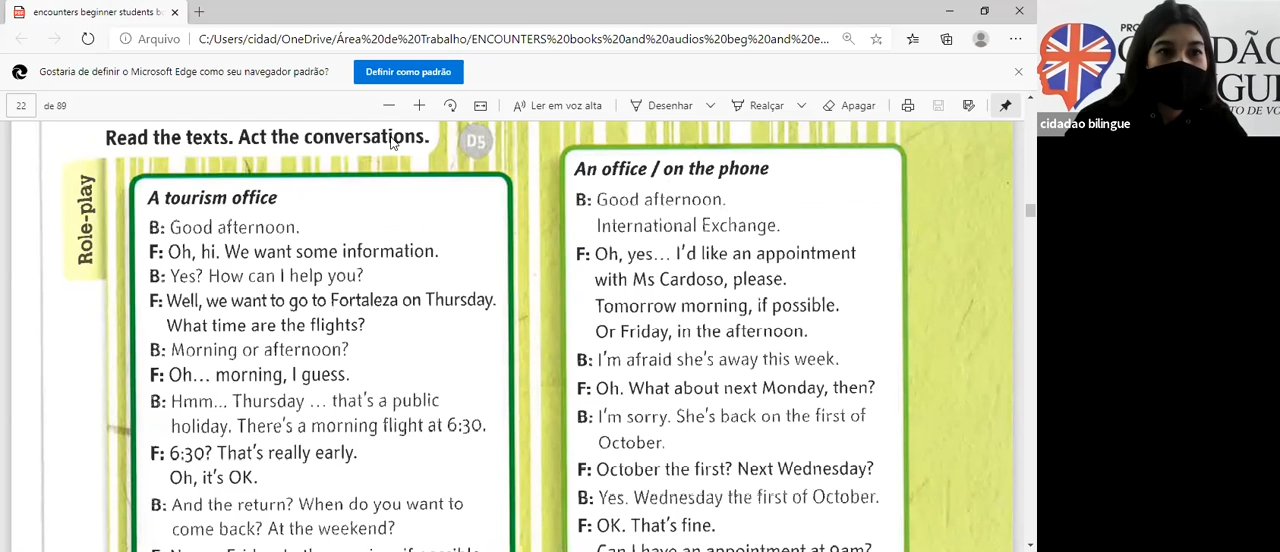 encounters beginner students b
Arquivo
C:/Users/cidad/OneDrive/Área%20de%20Trabalho/ENCOUNTERS%20books%20and%20audios%20beg%20and%20e...
Gostaria de definir o Microsoft Edge como seu navegador padrão?
Definir como padrão
22
de 89
Ler em voz alta
Desenhar
Realçar
Apagar
cidadao bilingue
Read the texts. Act the conversations.
D5
Role-play
A tourism office
B: Good afternoon.
F: Oh, hi. We want some information.
B: Yes? How can I help you?
F: Well, we want to go to Fortaleza on Thursday.
What time are the flights?
B: Morning or afternoon?
F: Oh... morning, I guess.
B: Hmm... Thursday ... that's a public
holiday. There's a morning flight at 6:30.
F: 6:30? That's really early.
Oh, it's OK.
B: And the return? When do you want to
come back? At the weekend?
An office / on the phone
B: Good afternoon.
International Exchange.
F: Oh, yes... I'd like an appointment
with Ms Cardoso, please.
Tomorrow morning, if possible.
Or Friday, in the afternoon.
B: I'm afraid she's away this week.
F: Oh. What about next Monday, then?
B: I'm sorry. She's back on the first of
October.
F: October the first? Next Wednesday?
B: Yes. Wednesday the first of October.
F: OK. That's fine.
Can I have an appointment at 9am?